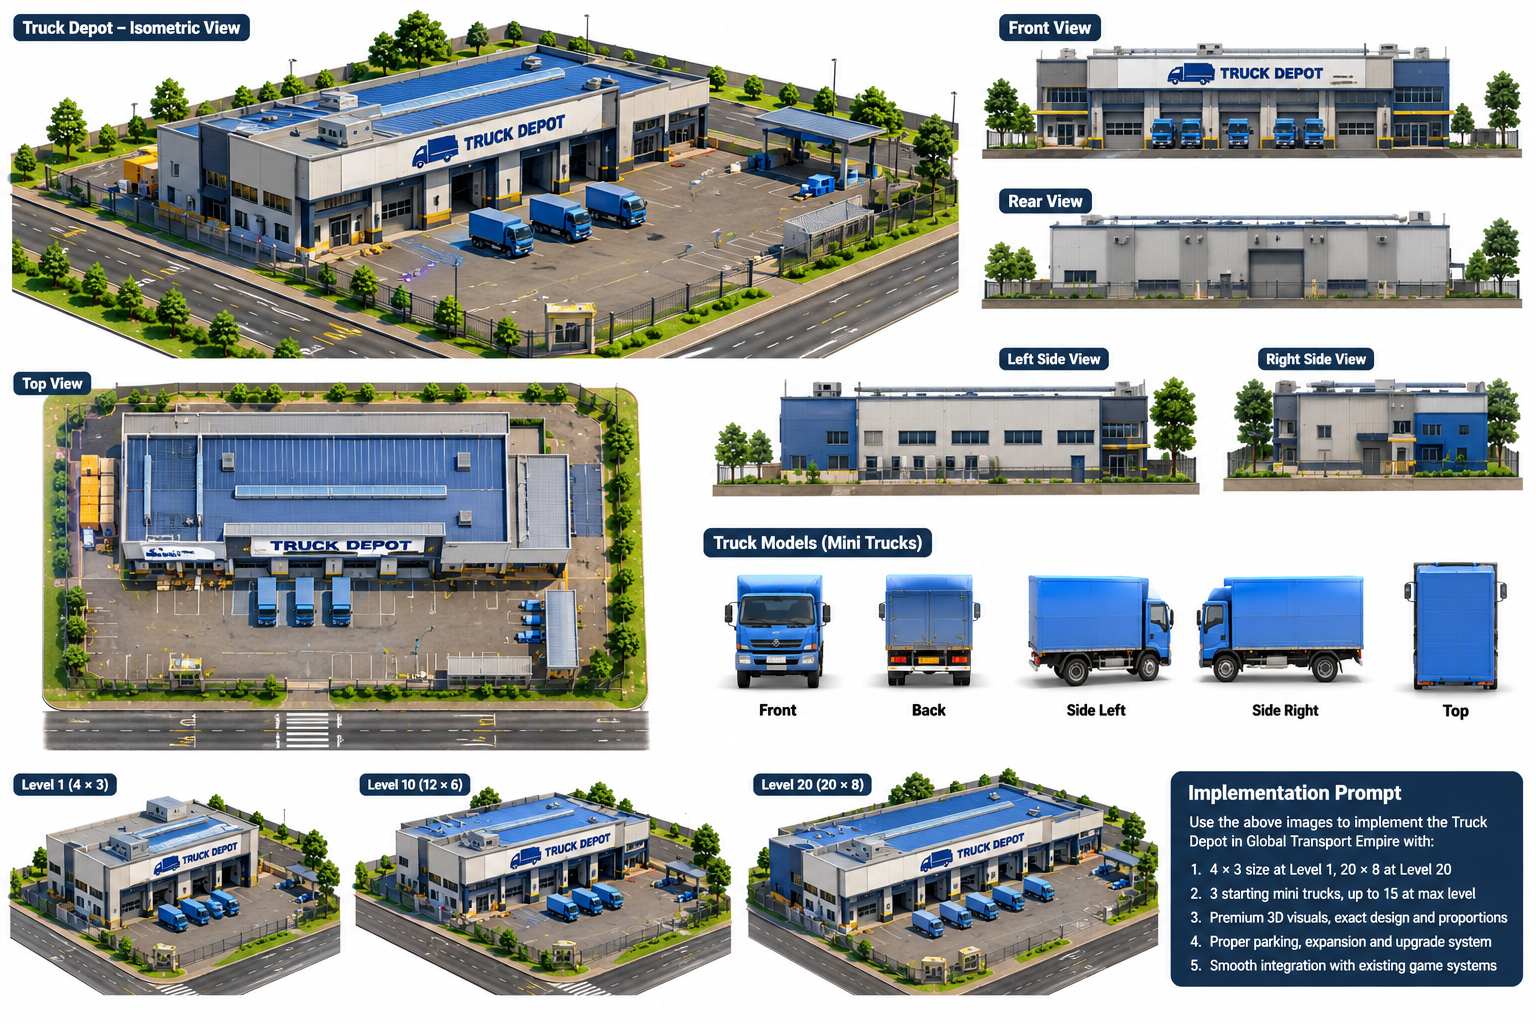 Truck Depot – Isometric View
TRUCK DEPOT
Front View
TRUCK DEPOT
Rear View
Left Side View
Right Side View
Top View
TRUCK DEPOT
Truck Models (Mini Trucks)
Front
Back
Side Left
Side Right
Top
Level 1 (4 × 3)
TRUCK DEPOT
Level 10 (12 × 6)
TRUCK DEPOT
Level 20 (20 × 8)
TRUCK DEPOT
Implementation Prompt
Use the above images to implement the Truck
Depot in Global Transport Empire with:
1. 4 × 3 size at Level 1, 20 × 8 at Level 20
2. 3 starting mini trucks, up to 15 at max level
3. Premium 3D visuals, exact design and proportions
4. Proper parking, expansion and upgrade system
5. Smooth integration with existing game systems